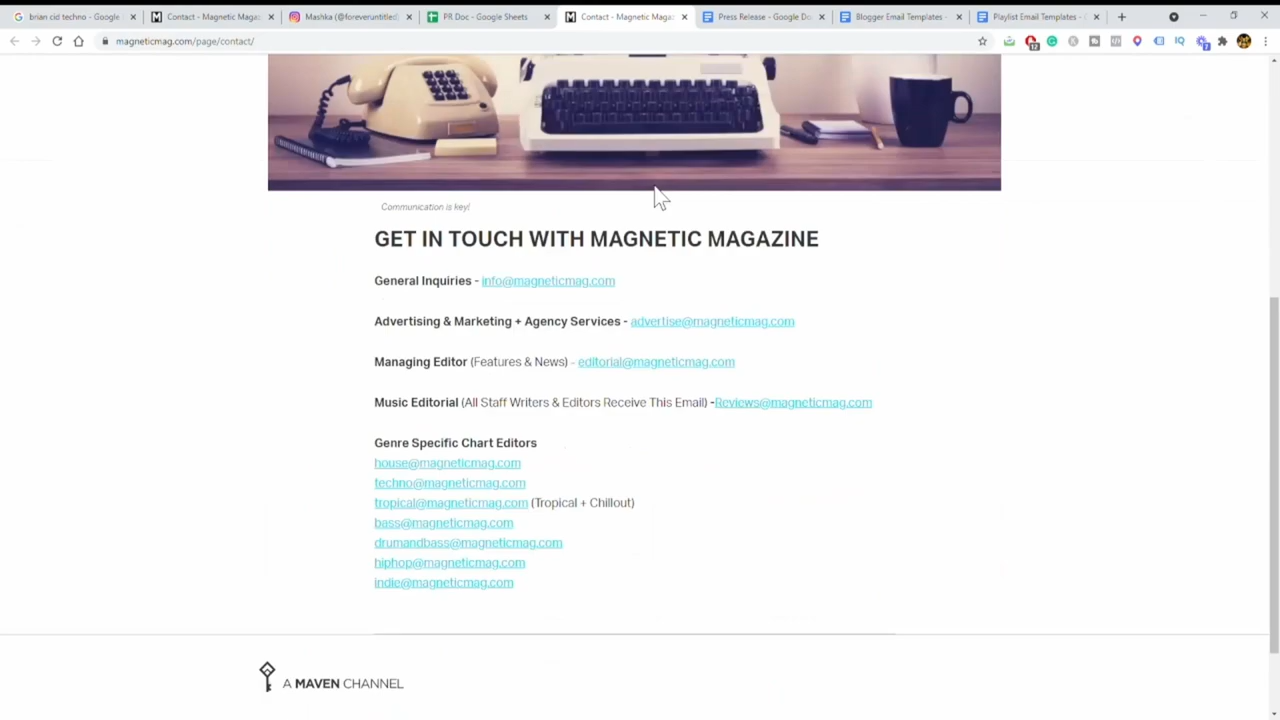 brian cid techno - Google
Contact - Magnetic Maga
Mashka (@foreveruntitled
PR Doc - Google Sheets
Contact - Magnetic Maga
Press Release - Google Do
Blogger Email Templates -
Playlist Email Templates -
magneticmag.com/page/contact/
IQ
Communication is key!
GET IN TOUCH WITH MAGNETIC MAGAZINE
General Inquiries - info@magneticmag.com
Advertising & Marketing + Agency Services - advertise@magneticmag.com
Managing Editor (Features & News) - editorial@magneticmag.com
Music Editorial (All Staff Writers & Editors Receive This Email) -Reviews@magneticmag.com
Genre Specific Chart Editors
house@magneticmag.com
techno@magneticmag.com
tropical@magneticmag.com (Tropical + Chillout)
bass@magneticmag.com
drumandbass@magneticmag.com
hiphop@magneticmag.com
indie@magneticmag.com
A MAVEN CHANNEL